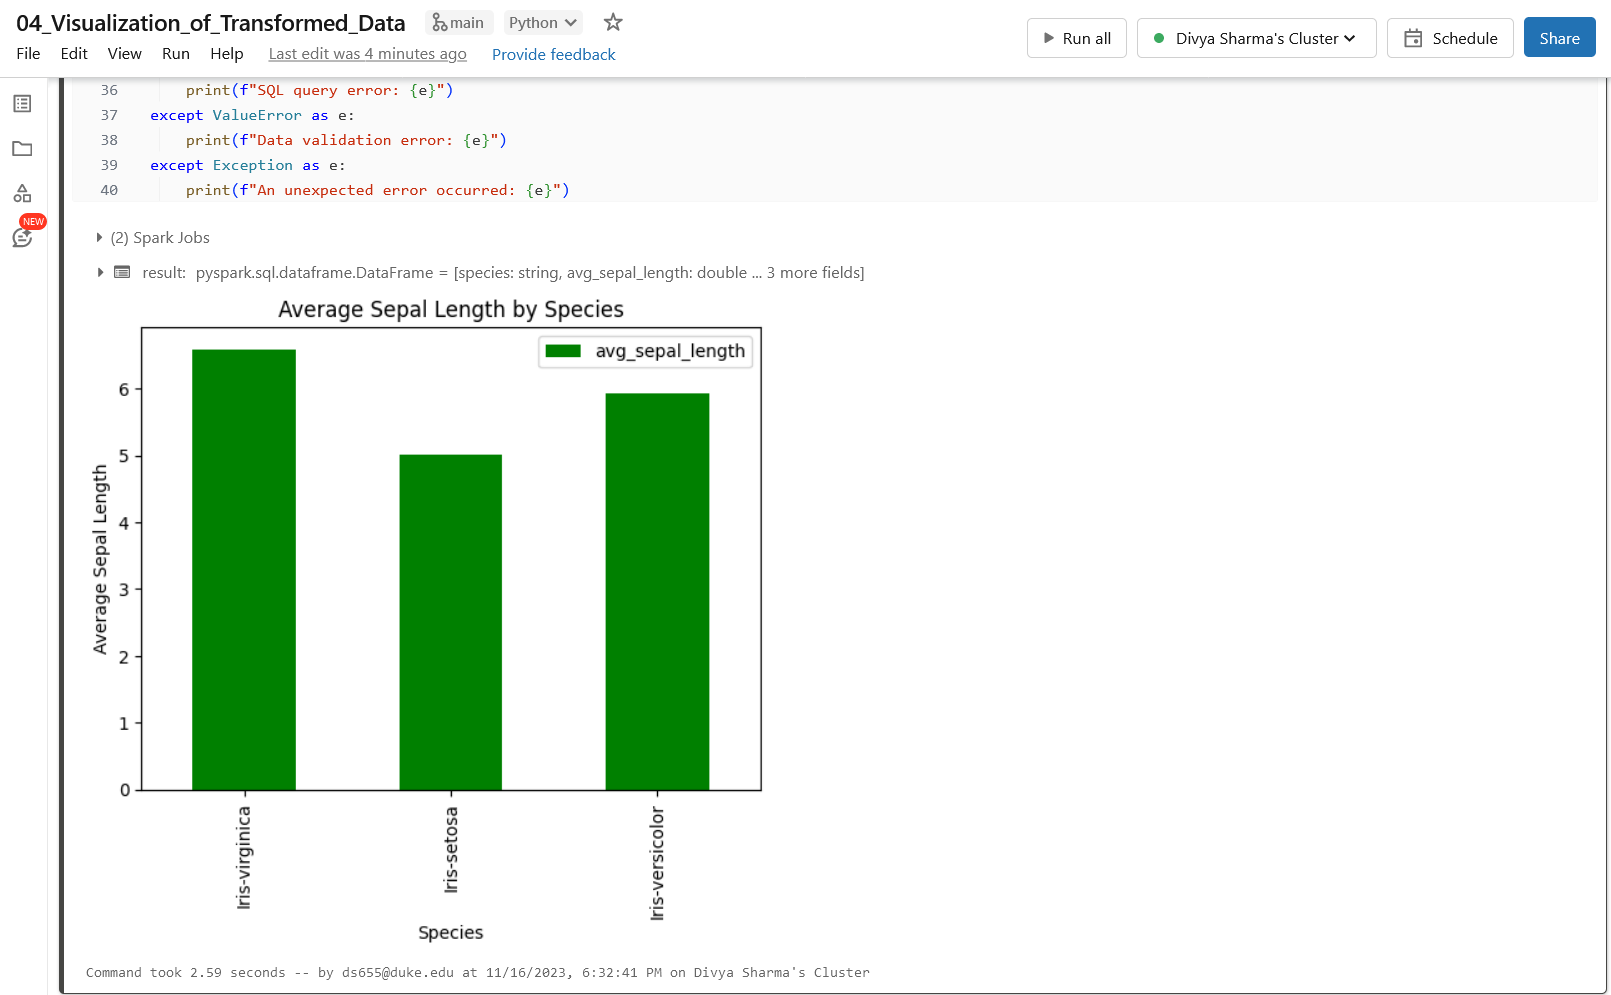 04_Visualization_of_Transformed_Data main Python
File Edit View Run Help Last edit was 4 minutes ago Provide feedback
Run all Divya Sharma's Cluster Schedule Share
NEW
36 print(f"SQL query error: {e}")
37 except ValueError as e:
38 print(f"Data validation error: {e}")
39 except Exception as e:
40 print(f"An unexpected error occurred: {e}")
(2) Spark Jobs
result: pyspark.sql.dataframe.DataFrame = [species: string, avg_sepal_length: double ... 3 more fields]
Average Sepal Length by Species
avg_sepal_length
6
5
4
3
2
1
0
Average Sepal Length
Iris-virginica
Iris-setosa
Iris-versicolor
Species
Command took 2.59 seconds -- by ds655@duke.edu at 11/16/2023, 6:32:41 PM on Divya Sharma's Cluster